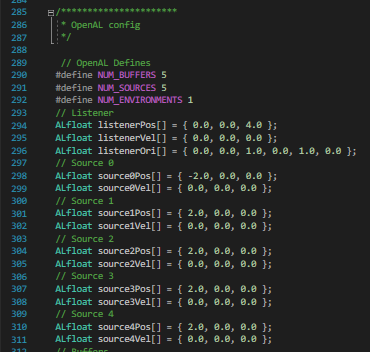 285 /**********************
286 * OpenAL config
287 */
288
289 // OpenAL Defines
290 #define NUM_BUFFERS 5
291 #define NUM_SOURCES 5
292 #define NUM_ENVIRONMENTS 1
293 // Listener
294 ALfloat listenerPos[] = { 0.0, 0.0, 4.0 };
295 ALfloat listenerVel[] = { 0.0, 0.0, 0.0 };
296 ALfloat listenerOri[] = { 0.0, 0.0, 1.0, 0.0, 1.0, 0.0 };
297 // Source 0
298 ALfloat source0Pos[] = { -2.0, 0.0, 0.0 };
299 ALfloat source0Vel[] = { 0.0, 0.0, 0.0 };
300 // Source 1
301 ALfloat source1Pos[] = { 2.0, 0.0, 0.0 };
302 ALfloat source1Vel[] = { 0.0, 0.0, 0.0 };
303 // Source 2
304 ALfloat source2Pos[] = { 2.0, 0.0, 0.0 };
305 ALfloat source2Vel[] = { 0.0, 0.0, 0.0 };
306 // Source 3
307 ALfloat source3Pos[] = { 2.0, 0.0, 0.0 };
308 ALfloat source3Vel[] = { 0.0, 0.0, 0.0 };
309 // Source 4
310 ALfloat source4Pos[] = { 2.0, 0.0, 0.0 };
311 ALfloat source4Vel[] = { 0.0, 0.0, 0.0 };
312 // Buffers